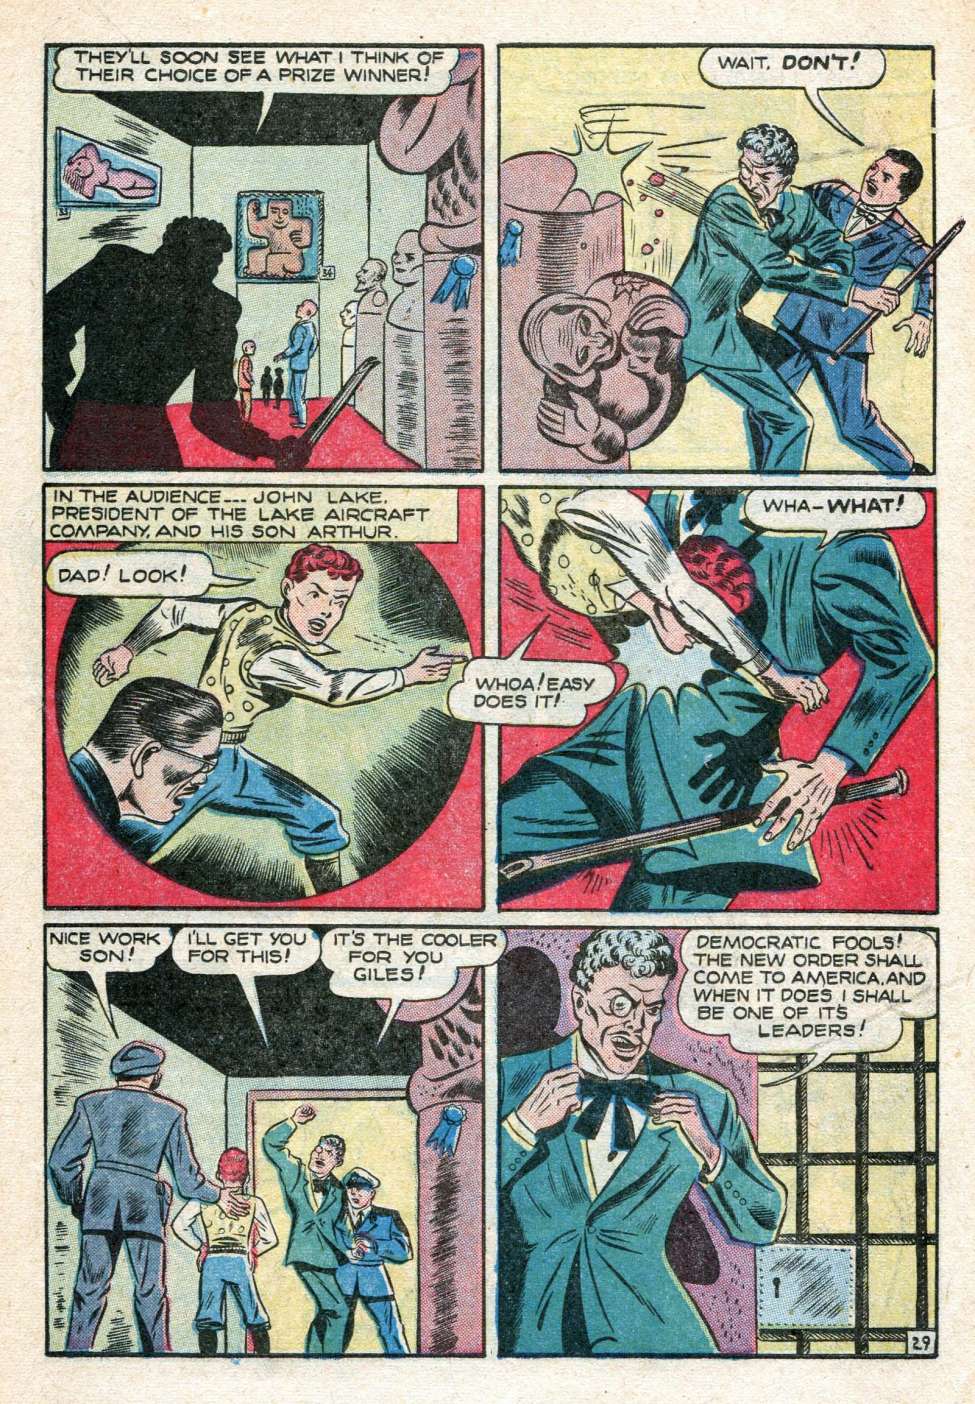 THEY'LL SOON SEE WHAT I THINK OF
THEIR CHOICE OF A PRIZE WINNER!
33
34
WAIT, DON'T!
IN THE AUDIENCE--- JOHN LAKE,
PRESIDENT OF THE LAKE AIRCRAFT
COMPANY, AND HIS SON ARTHUR.
DAD! LOOK!
WHOA! EASY
DOES IT!
WHA-WHAT!
NICE WORK
SON!
I'LL GET YOU
FOR THIS!
IT'S THE COOLER
FOR YOU
GILES!
DEMOCRATIC FOOLS!
THE NEW ORDER SHALL
COME TO AMERICA, AND
WHEN IT DOES I SHALL
BE ONE OF ITS
LEADERS!
29